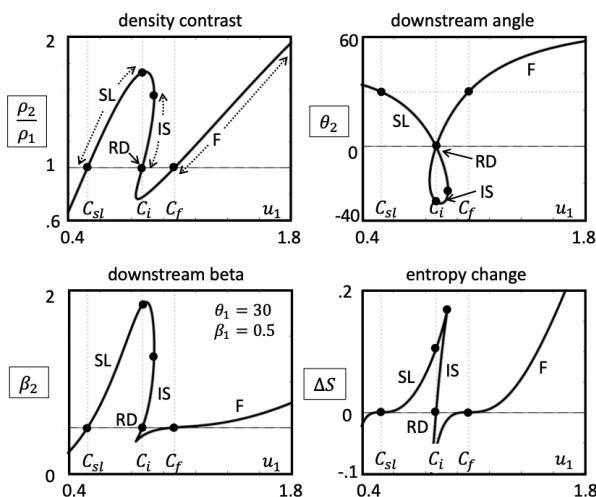 density contrast
2
ρ2
ρ1
1
.6
0.4
1.8
SL
RD
IS
F
Csl
Ci
Cf
u1
downstream angle
60
θ2
0
-40
0.4
1.8
SL
F
RD
IS
Csl
Ci
Cf
u1
downstream beta
2
β2
0
0.4
1.8
θ1 = 30
β1 = 0.5
SL
IS
RD
F
Csl
Ci
Cf
u1
entropy change
.2
ΔS
0
-.1
0.4
1.8
SL
IS
RD
F
Csl
Ci
Cf
u1